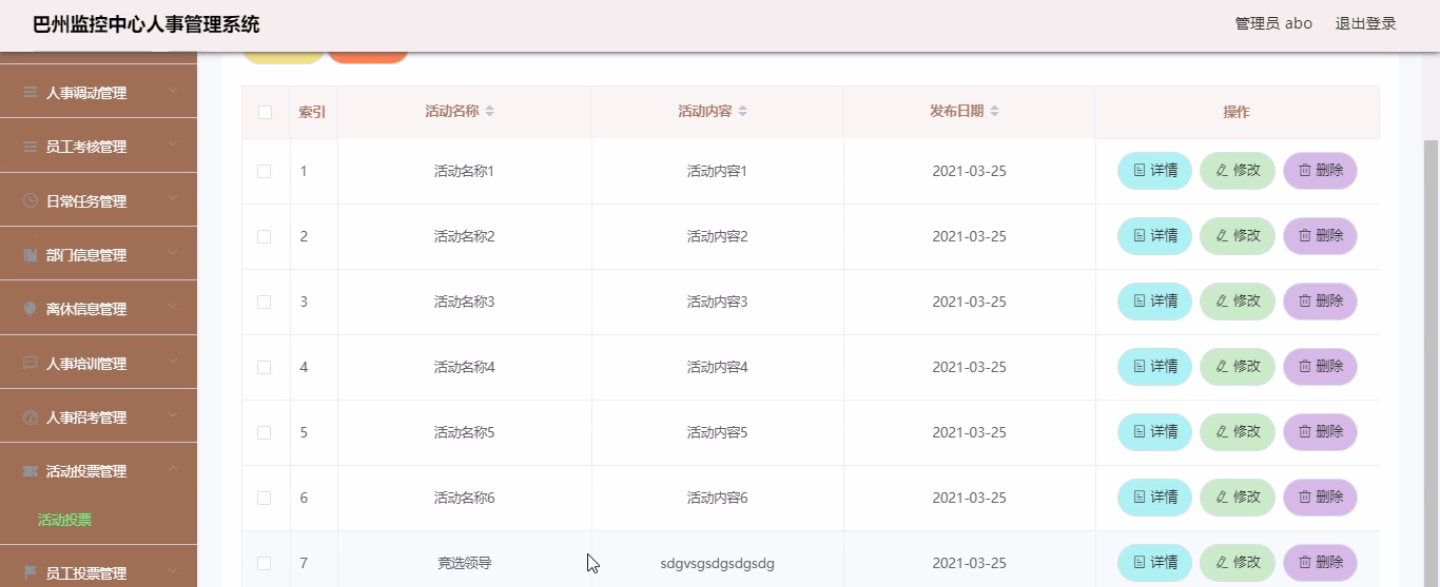 巴州监控中心人事管理系统 管理员 abo 退出登录
人事调动管理
员工考核管理
日常任务管理
部门信息管理
离休信息管理
人事培训管理
人事招考管理
活动投票管理
活动投票
员工投票管理
索引 活动名称 活动内容 发布日期 操作
1 活动名称1 活动内容1 2021-03-25 详情 修改 删除
2 活动名称2 活动内容2 2021-03-25 详情 修改 删除
3 活动名称3 活动内容3 2021-03-25 详情 修改 删除
4 活动名称4 活动内容4 2021-03-25 详情 修改 删除
5 活动名称5 活动内容5 2021-03-25 详情 修改 删除
6 活动名称6 活动内容6 2021-03-25 详情 修改 删除
7 竞选领导 sdgvsgsdgsdgsdg 2021-03-25 详情 修改 删除